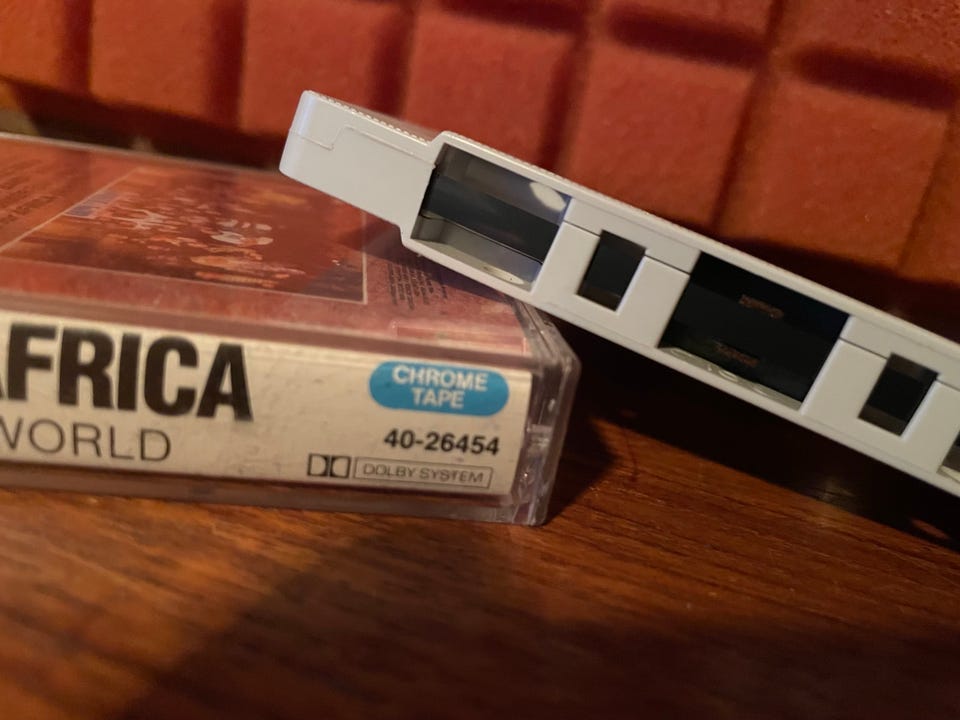 AFRICA
WORLD
CHROME
TAPE
40-26454
DOLBY SYSTEM